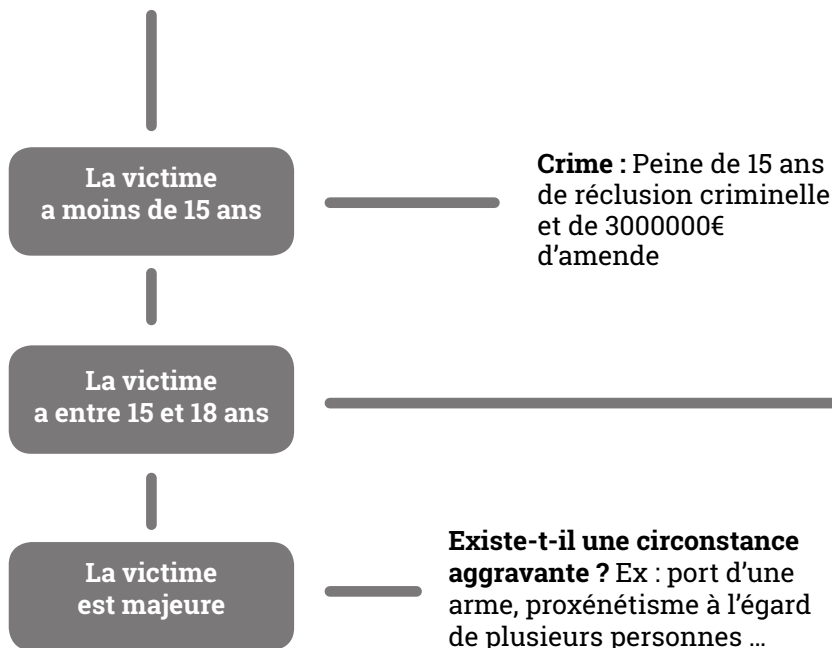 La victime
a moins de 15 ans
Crime : Peine de 15 ans
de réclusion criminelle
et de 3000000€
d’amende
La victime
a entre 15 et 18 ans
La victime
est majeure
Existe-t-il une circonstance
aggravante ? Ex : port d’une
arme, proxénétisme à l’égard
de plusieurs personnes ...